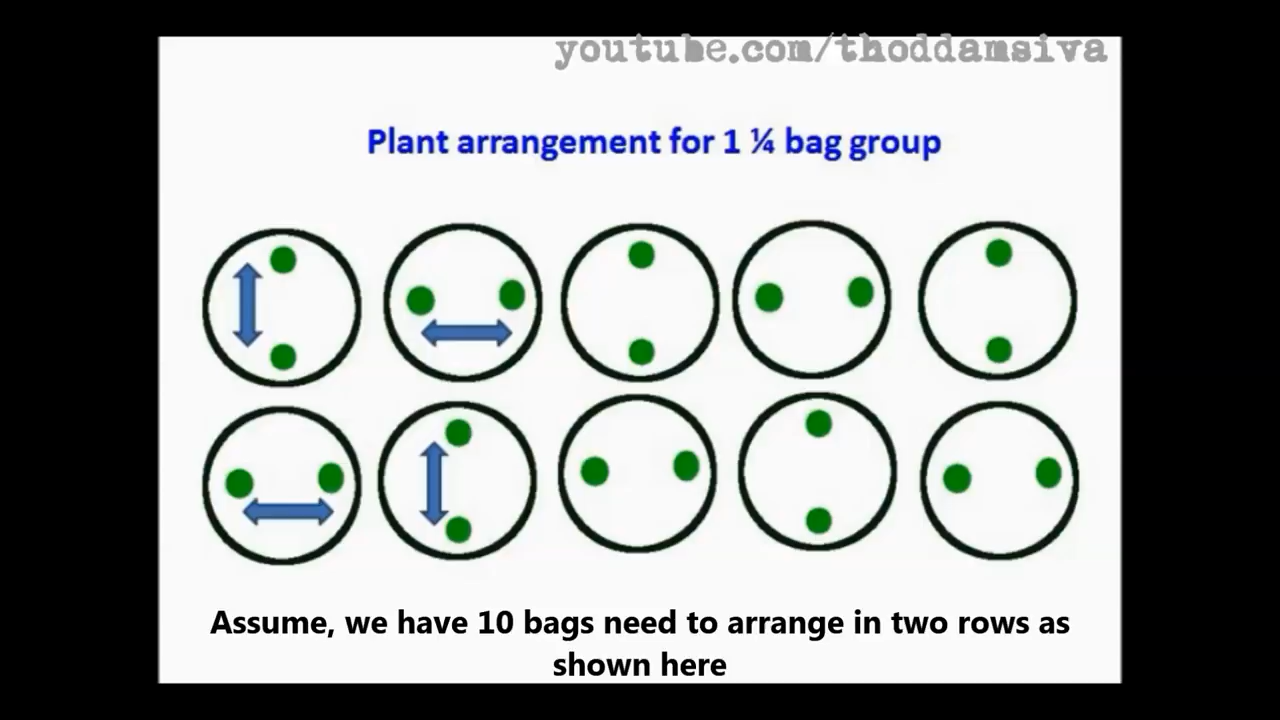 youtube.com/thoddamsiva
Plant arrangement for 1 ¼ bag group
Assume, we have 10 bags need to arrange in two rows as
shown here